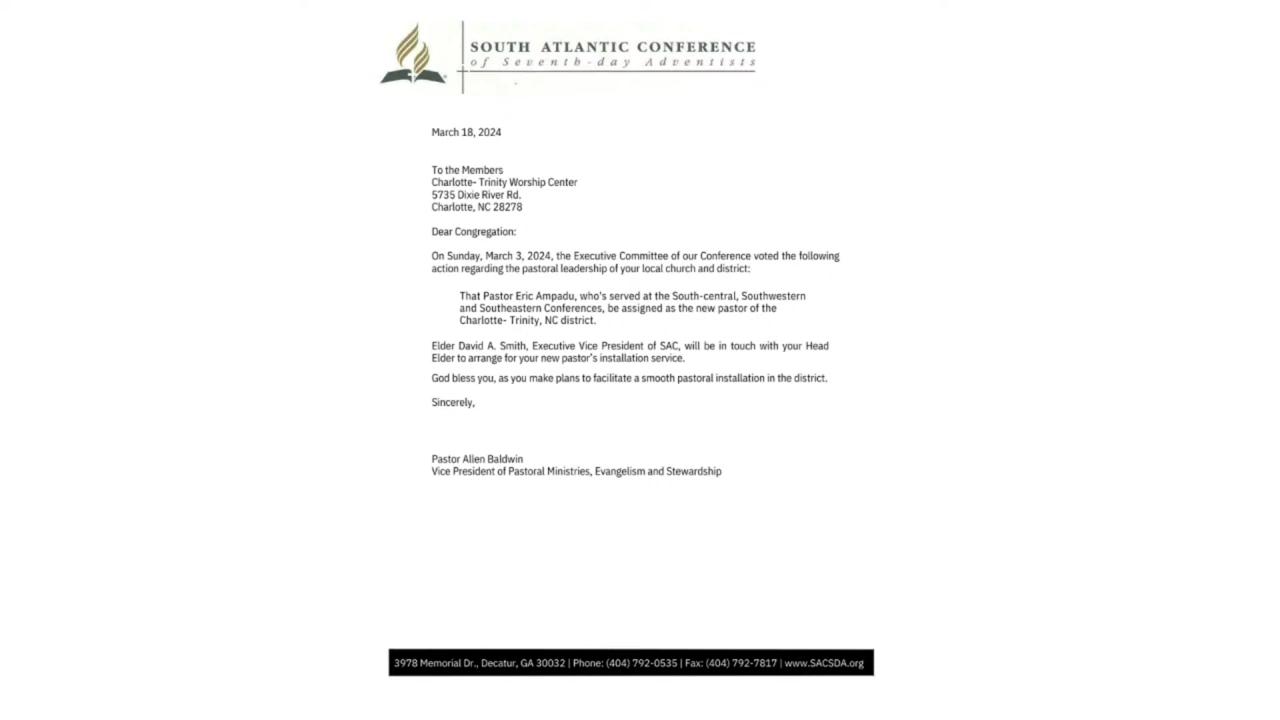 SOUTH ATLANTIC CONFERENCE
of Seventh-day Adventists
March 18, 2024
To the Members
Charlotte- Trinity Worship Center
5735 Dixie River Rd.
Charlotte, NC 28278
Dear Congregation:
On Sunday, March 3, 2024, the Executive Committee of our Conference voted the following
action regarding the pastoral leadership of your local church and district:
That Pastor Eric Ampadu, who's served at the South-central, Southwestern
and Southeastern Conferences, be assigned as the new pastor of the
Charlotte- Trinity, NC district.
Elder David A. Smith, Executive Vice President of SAC, will be in touch with your Head
Elder to arrange for your new pastor's installation service.
God bless you, as you make plans to facilitate a smooth pastoral installation in the district.
Sincerely,
Pastor Allen Baldwin
Vice President of Pastoral Ministries, Evangelism and Stewardship
3978 Memorial Dr., Decatur, GA 30032 | Phone: (404) 792-0535 | Fax: (404) 792-7817 | www.SACSDA.org